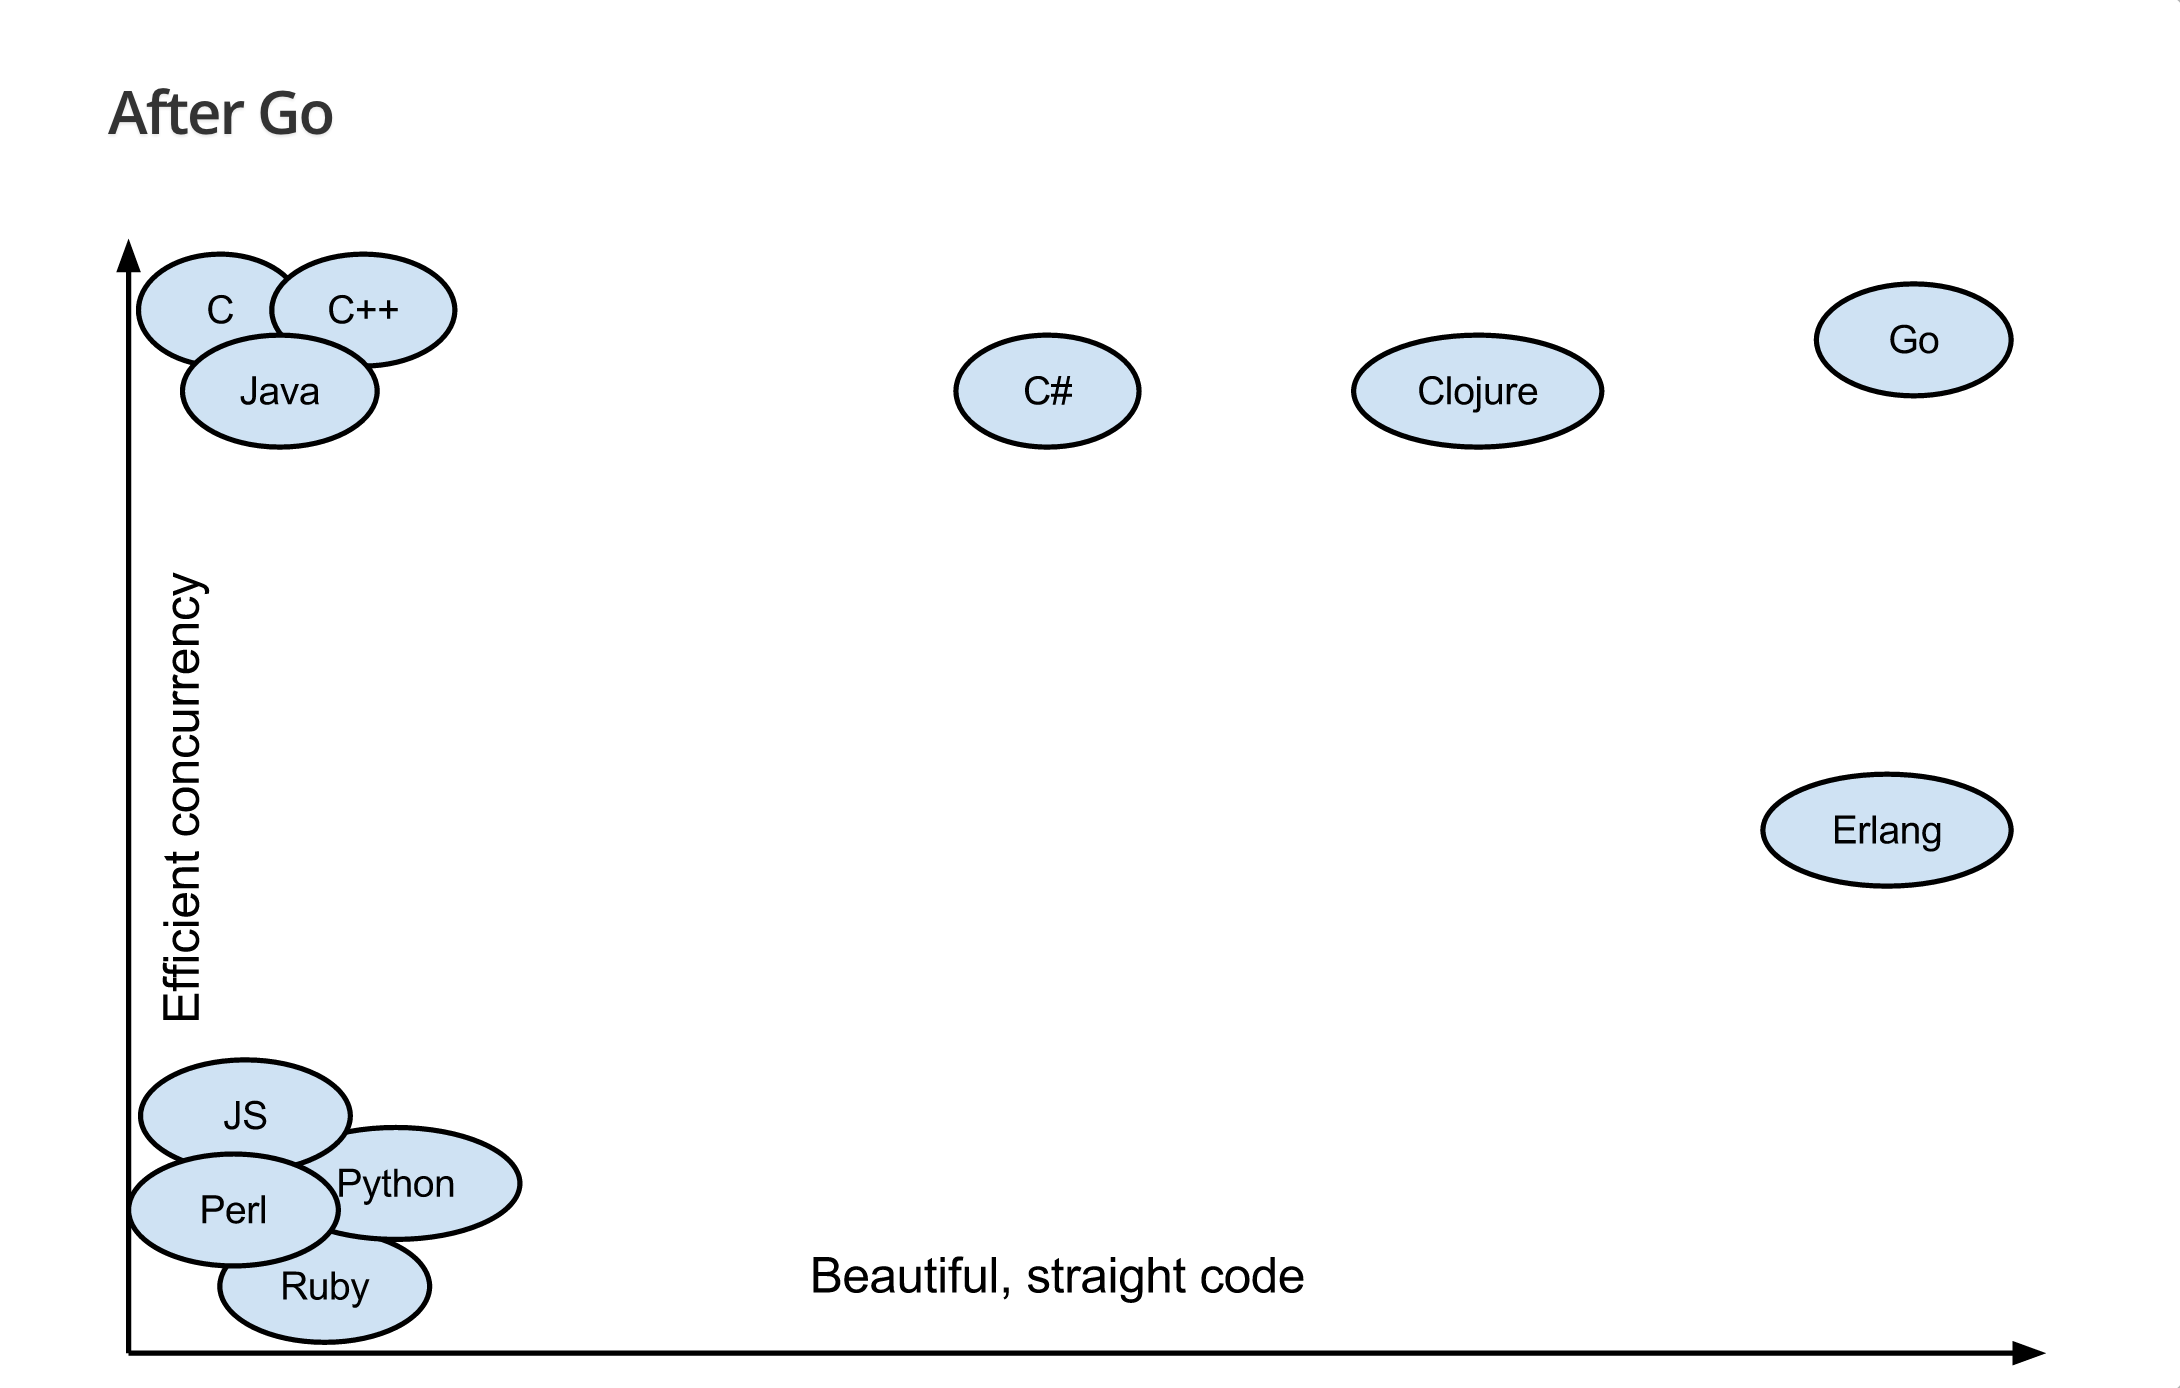 After Go
C
C++
Java
C#
Clojure
Go
Efficient concurrency
Erlang
JS
Python
Perl
Ruby
Beautiful, straight code